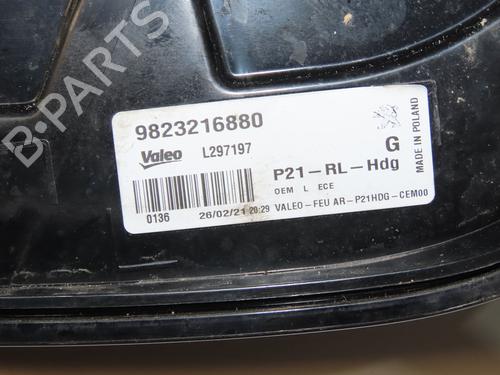 9823216880
Valeo L297197
G
P21-RL-Hdg
OEM L ECE
0136 26/02/21 20:29 VALEO-FEU AR-P21HDG-CEM00
MADE IN POLAND
B-PARTS